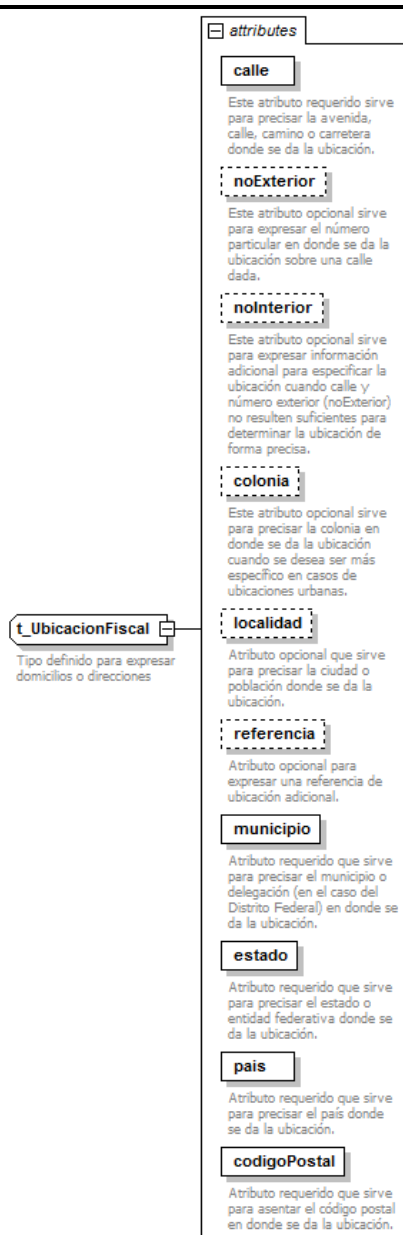 attributes
calle
Este atributo requerido sirve
para precisar la avenida,
calle, camino o carretera
donde se da la ubicación.
noExterior
Este atributo opcional sirve
para expresar el número
particular en donde se da la
ubicación sobre una calle
dada.
noInterior
Este atributo opcional sirve
para expresar información
adicional para especificar la
ubicación cuando calle y
número exterior (noExterior)
no resulten suficientes para
determinar la ubicación de
forma precisa.
colonia
Este atributo opcional sirve
para precisar la colonia en
donde se da la ubicación
cuando se desea ser más
específico en casos de
ubicaciones urbanas.
t_UbicacionFiscal
Tipo definido para expresar
domicilios o direcciones
localidad
Atributo opcional que sirve
para precisar la ciudad o
población donde se da la
ubicación.
referencia
Atributo opcional para
expresar una referencia de
ubicación adicional.
municipio
Atributo requerido que sirve
para precisar el municipio o
delegación (en el caso del
Distrito Federal) en donde se
da la ubicación.
estado
Atributo requerido que sirve
para precisar el estado o
entidad federativa donde se
da la ubicación.
pais
Atributo requerido que sirve
para precisar el país donde
se da la ubicación.
codigoPostal
Atributo requerido que sirve
para asentar el código postal
en donde se da la ubicación.